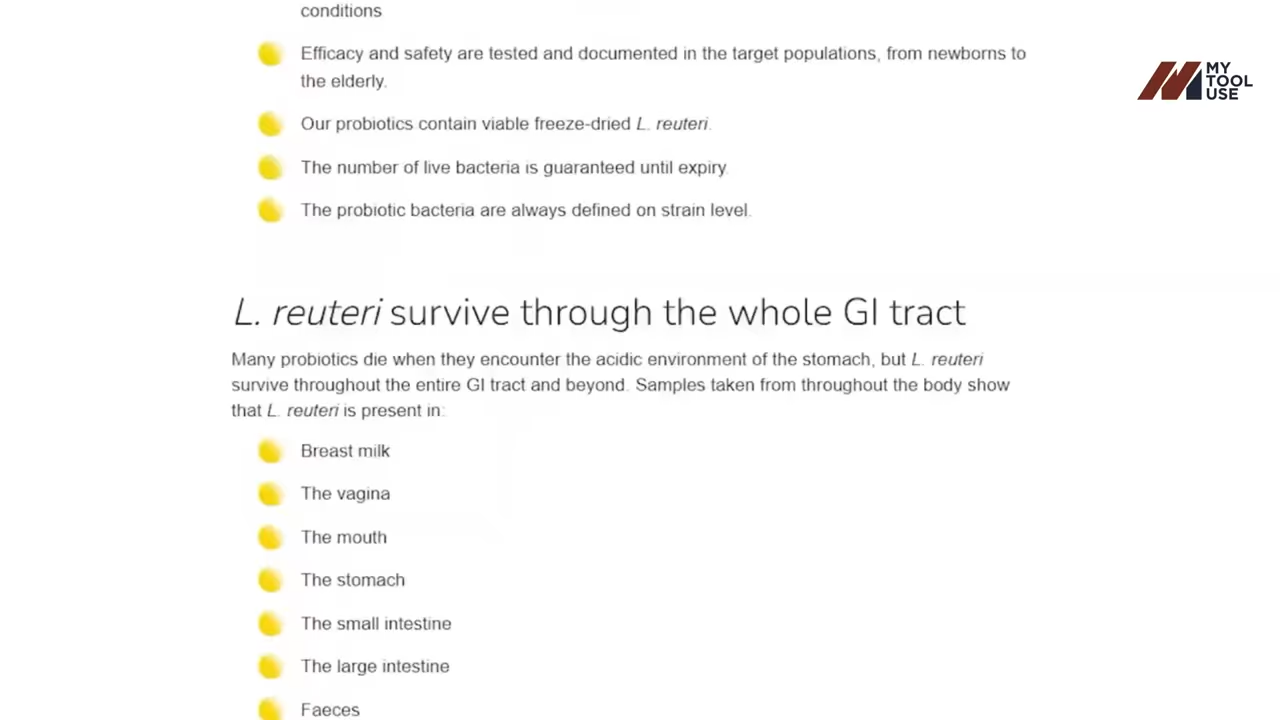 conditions
Efficacy and safety are tested and documented in the target populations, from newborns to
the elderly.
Our probiotics contain viable freeze-dried L. reuteri.
The number of live bacteria is guaranteed until expiry.
The probiotic bacteria are always defined on strain level.
L. reuteri survive through the whole GI tract
Many probiotics die when they encounter the acidic environment of the stomach, but L. reuteri
survive throughout the entire GI tract and beyond. Samples taken from throughout the body show
that L. reuteri is present in:
Breast milk
The vagina
The mouth
The stomach
The small intestine
The large intestine
Faeces
MY
TOOL
USE